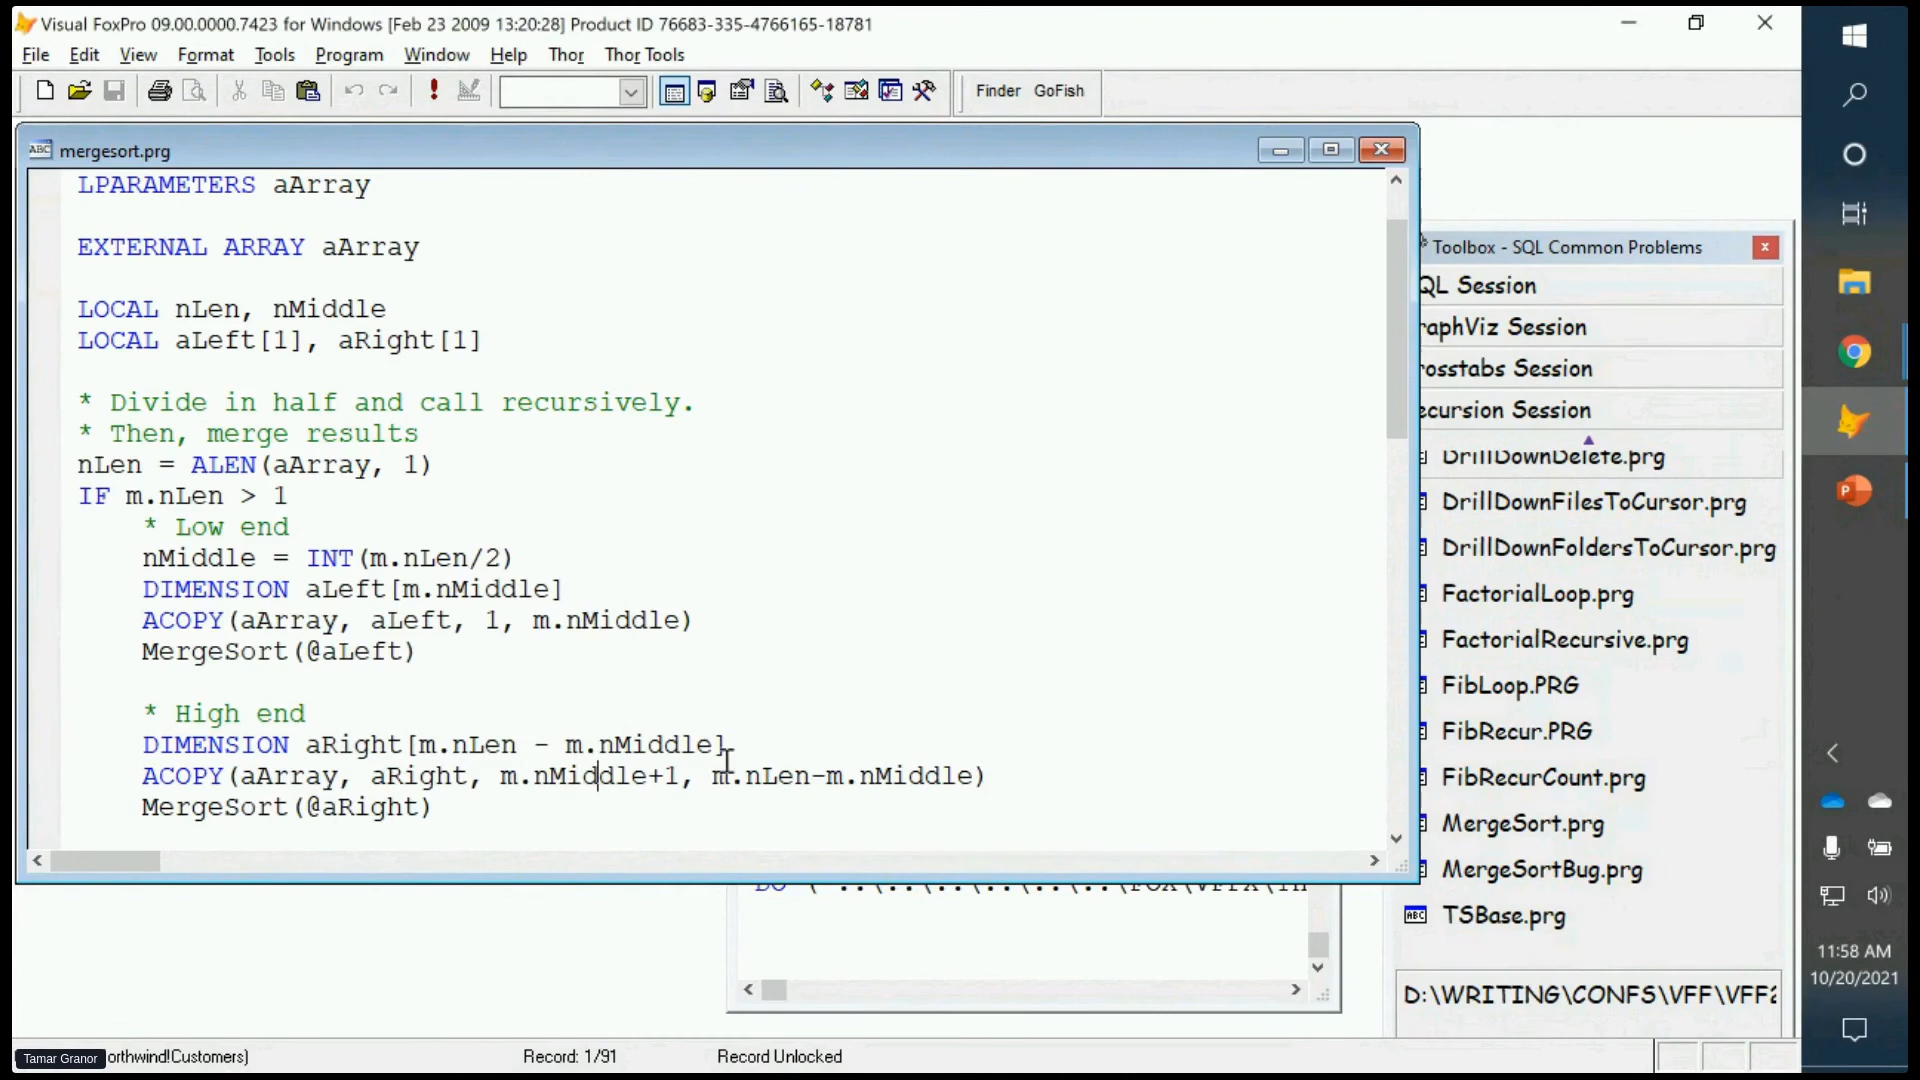 Visual FoxPro 09.00.0000.7423 for Windows [Feb 23 2009 13:20:28] Product ID 76683-335-4766165-18781
File Edit View Format Tools Program Window Help Thor Thor Tools
Finder GoFish
ABC mergesort.prg
LPARAMETERS aArray
EXTERNAL ARRAY aArray
LOCAL nLen, nMiddle
LOCAL aLeft[1], aRight[1]
* Divide in half and call recursively.
* Then, merge results
nLen = ALEN(aArray, 1)
IF m.nLen > 1
* Low end
nMiddle = INT(m.nLen/2)
DIMENSION aLeft[m.nMiddle]
ACOPY(aArray, aLeft, 1, m.nMiddle)
MergeSort(@aLeft)
* High end
DIMENSION aRight[m.nLen - m.nMiddle]
ACOPY(aArray, aRight, m.nMiddle+1, m.nLen-m.nMiddle)
MergeSort(@aRight)
Toolbox - SQL Common Problems
QL Session
raphViz Session
rosstabs Session
ecursion Session
DrillDownDelete.prg
DrillDownFilesToCursor.prg
DrillDownFoldersToCursor.prg
FactorialLoop.prg
FactorialRecursive.prg
FibLoop.PRG
FibRecur.PRG
FibRecurCount.prg
MergeSort.prg
MergeSortBug.prg
ABC TSBase.prg
D:\WRITING\CONFS\VFF\VFF2
P
11:58 AM
10/20/2021
Tamar Granor
orthwind!Customers)
Record: 1/91
Record Unlocked